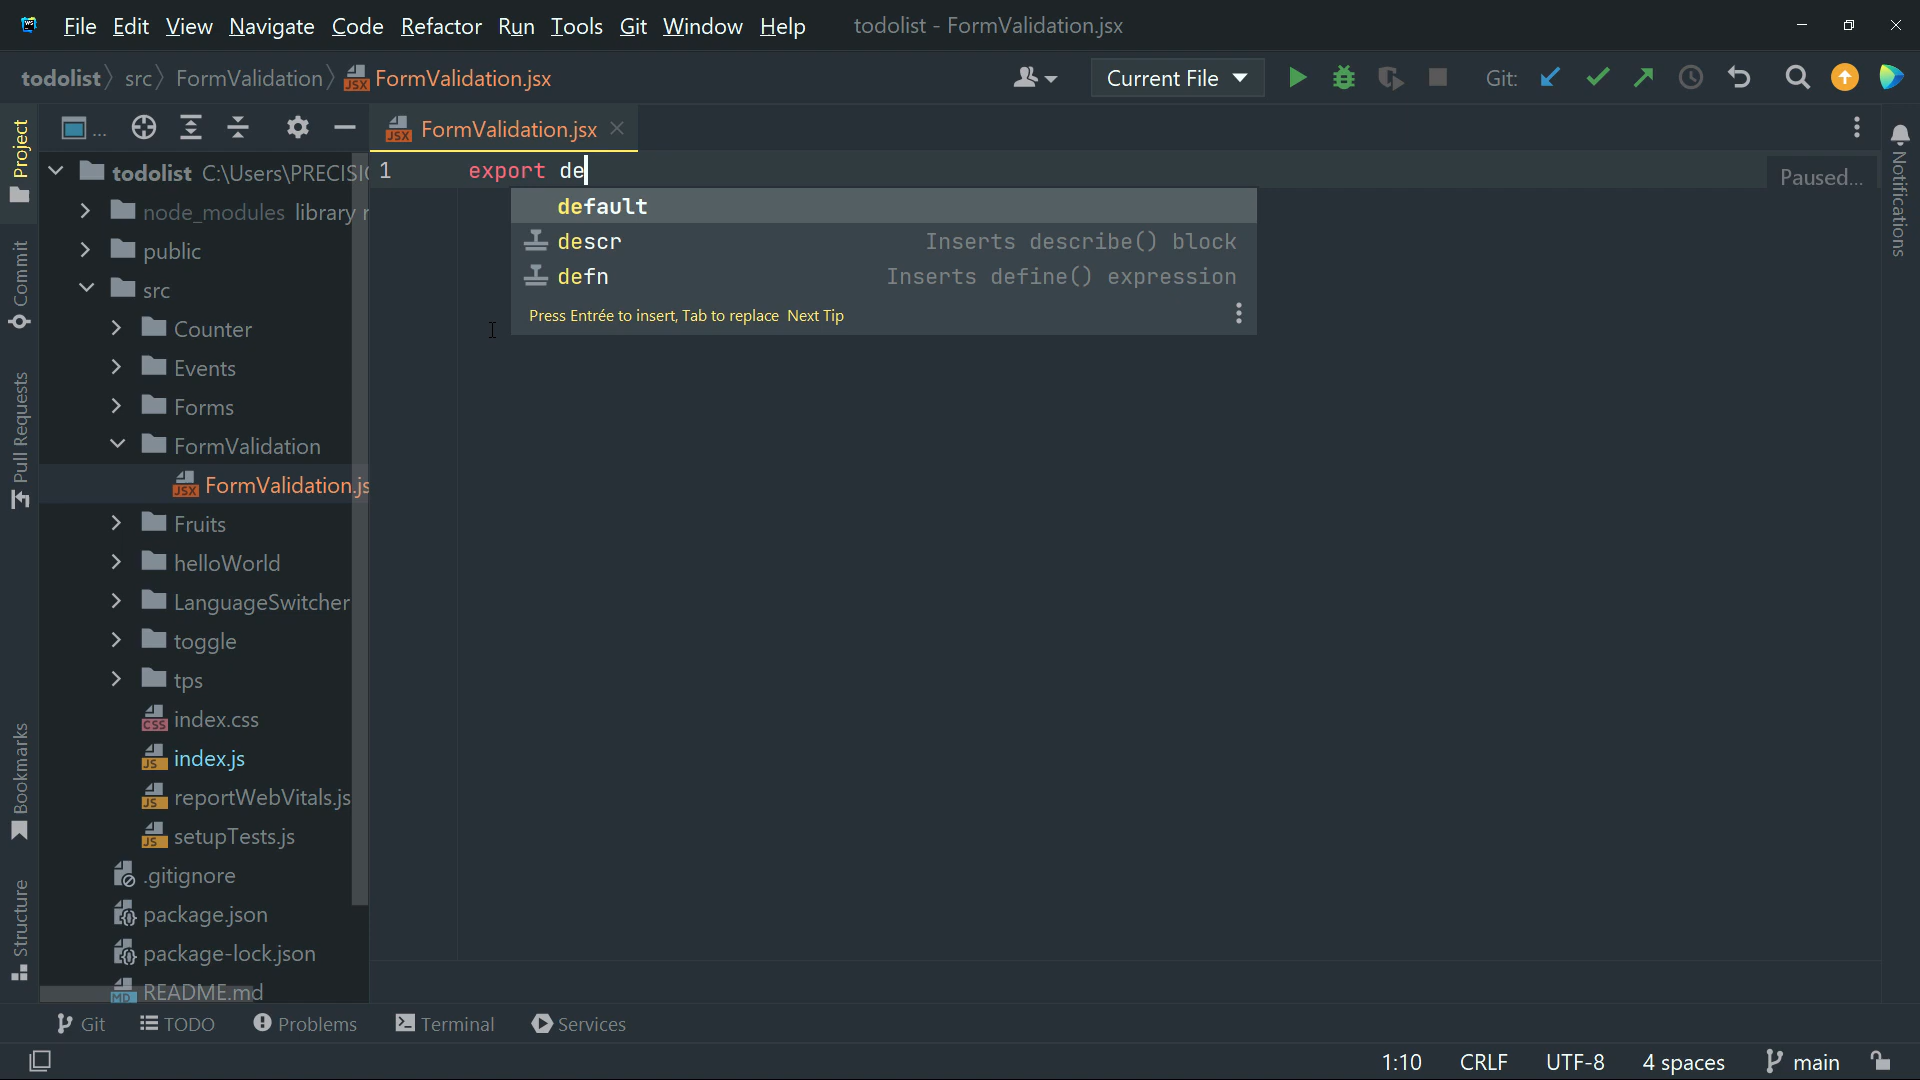 File Edit View Navigate Code Refactor Run Tools Git Window Help todolist - FormValidation.jsx
todolist src FormValidation FormValidation.jsx Current File Git:
... FormValidation.jsx
Project
Commit
Pull Requests
Bookmarks
Structure
todolist C:\Users\PRECISI
node_modules library r
public
src
Counter
Events
Forms
FormValidation
FormValidation.js
Fruits
helloWorld
LanguageSwitcher
toggle
tps
index.css
index.js
reportWebVitals.js
setupTests.js
.gitignore
package.json
package-lock.json
README.md
1 export de
Paused...
default
descr Inserts describe() block
defn Inserts define() expression
Press Entrée to insert, Tab to replace Next Tip
Notifications
Git TODO Problems Terminal Services
1:10 CRLF UTF-8 4 spaces main